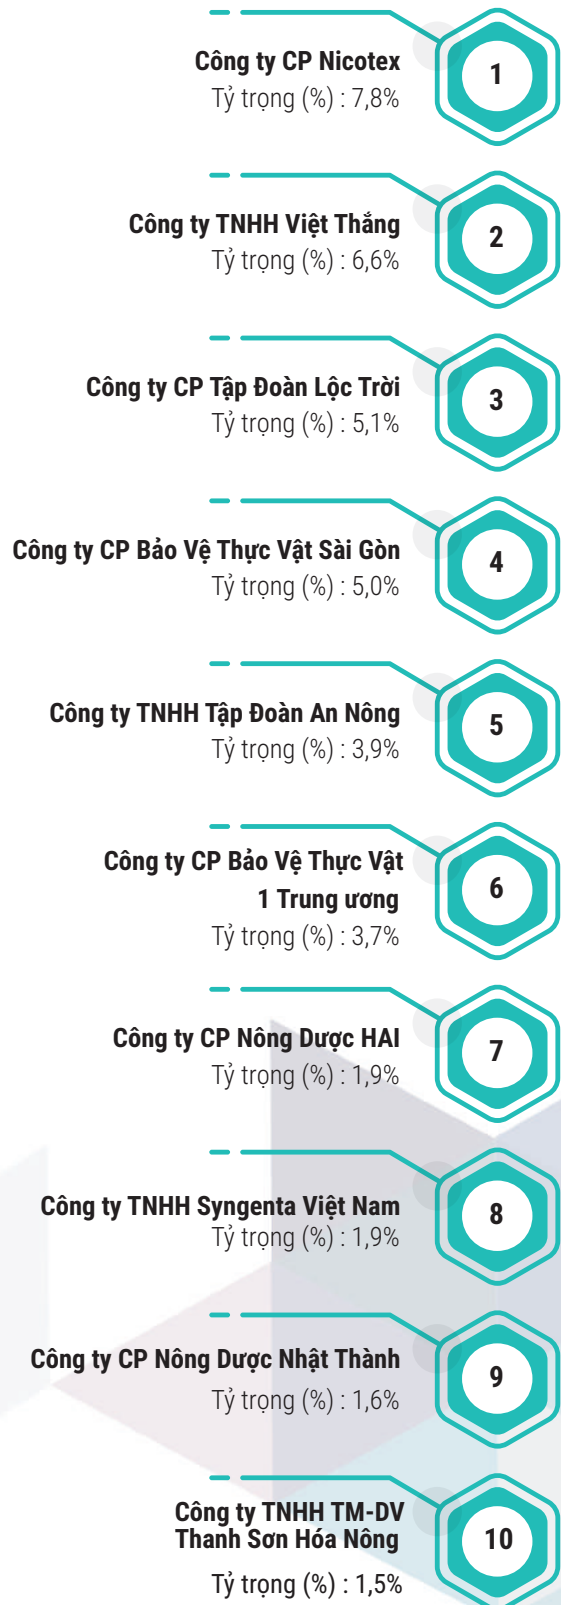 Công ty CP Nicotex
Tỷ trọng (%) : 7,8%
1
Công ty TNHH Việt Thắng
Tỷ trọng (%) : 6,6%
2
Công ty CP Tập Đoàn Lộc Trời
Tỷ trọng (%) : 5,1%
3
Công ty CP Bảo Vệ Thực Vật Sài Gòn
Tỷ trọng (%) : 5,0%
4
Công ty TNHH Tập Đoàn An Nông
Tỷ trọng (%) : 3,9%
5
Công ty CP Bảo Vệ Thực Vật
1 Trung ương
Tỷ trọng (%) : 3,7%
6
Công ty CP Nông Dược HAI
Tỷ trọng (%) : 1,9%
7
Công ty TNHH Syngenta Việt Nam
Tỷ trọng (%) : 1,9%
8
Công ty CP Nông Dược Nhật Thành
Tỷ trọng (%) : 1,6%
9
Công ty TNHH TM-DV
Thanh Sơn Hóa Nông
Tỷ trọng (%) : 1,5%
10